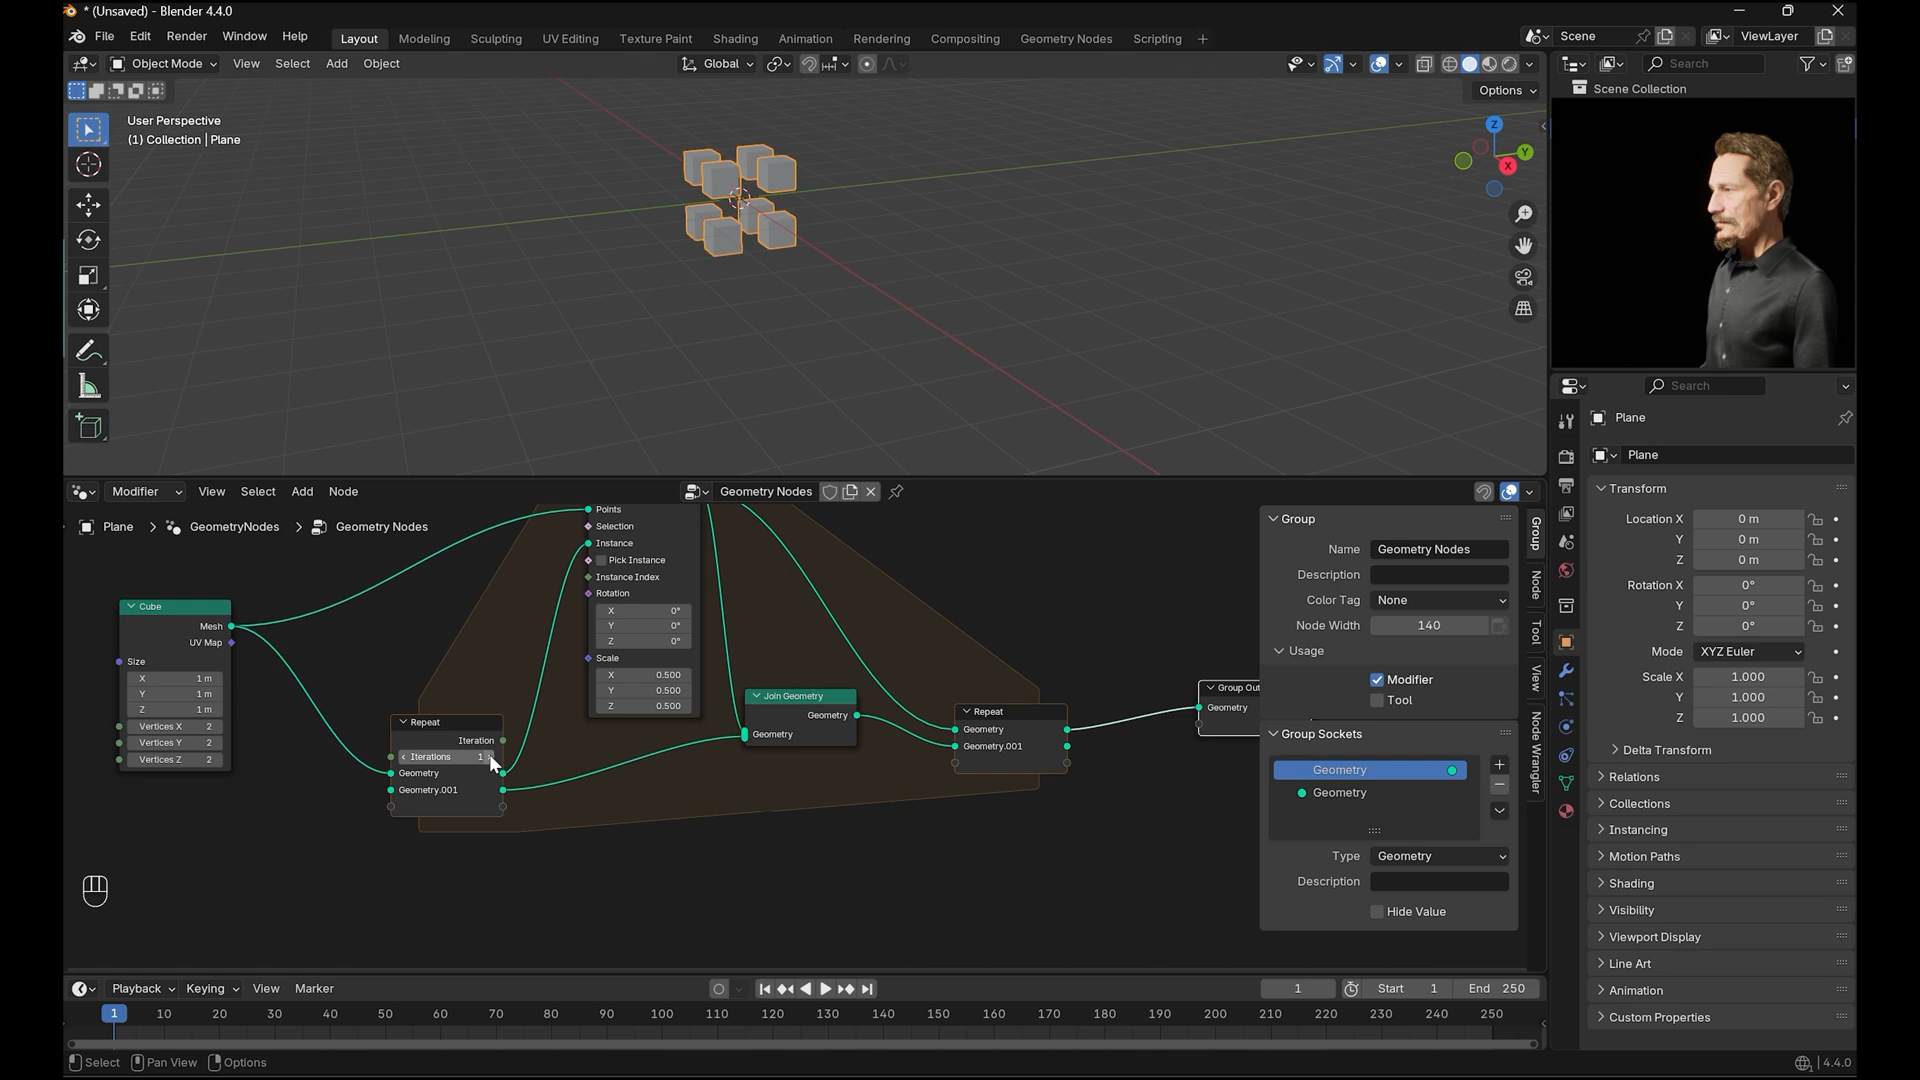 * (Unsaved) - Blender 4.4.0
File Edit Render Window Help
Layout Modeling Sculpting UV Editing Texture Paint Shading Animation Rendering Compositing Geometry Nodes Scripting +
Scene
ViewLayer
Object Mode View Select Add Object
Global
Search
Options
Scene Collection
User Perspective
(1) Collection | Plane
Z
Y
X
Modifier View Select Add Node
Geometry Nodes
Plane > GeometryNodes > Geometry Nodes
Cube
Mesh
UV Map
Size
X 1 m
Y 1 m
Z 1 m
Vertices X 2
Vertices Y 2
Vertices Z 2
Repeat
Iteration
Iterations 1
Geometry
Geometry.001
Points
Selection
Instance
Pick Instance
Instance Index
Rotation
X 0°
Y 0°
Z 0°
Scale
X 0.500
Y 0.500
Z 0.500
Join Geometry
Geometry
Geometry
Repeat
Geometry
Geometry.001
Group Out
Geometry
Group
Name Geometry Nodes
Description
Color Tag None
Node Width 140
Usage
Modifier
Tool
Group Sockets
Geometry
Geometry
Type Geometry
Description
Hide Value
Group
Node
Tool
View
Node Wrangler
Search
Plane
Plane
Transform
Location X 0 m
Y 0 m
Z 0 m
Rotation X 0°
Y 0°
Z 0°
Mode XYZ Euler
Scale X 1.000
Y 1.000
Z 1.000
Delta Transform
Relations
Collections
Instancing
Motion Paths
Shading
Visibility
Viewport Display
Line Art
Animation
Custom Properties
Playback Keying View Marker
1 Start 1 End 250
1 10 20 30 40 50 60 70 80 90 100 110 120 130 140 150 160 170 180 190 200 210 220 230 240 250
Select Pan View Options
4.4.0